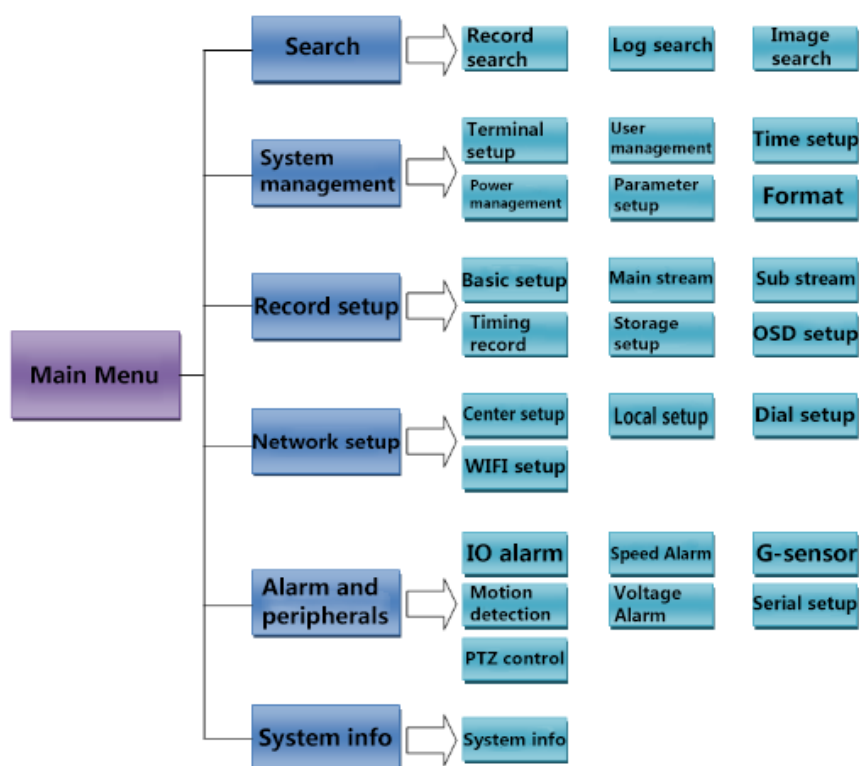 Main Menu
Search
Record
search
Log search
Image
search
System
management
Terminal
setup
User
management
Time setup
Power
management
Parameter
setup
Format
Record setup
Basic setup
Main stream
Sub stream
Timing
record
Storage
setup
OSD setup
Network setup
Center setup
Local setup
Dial setup
WIFI setup
Alarm and
peripherals
IO alarm
Speed Alarm
G-sensor
Motion
detection
Voltage
Alarm
Serial setup
PTZ control
System info
System info